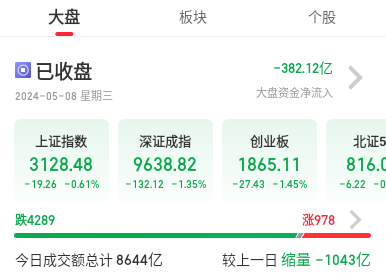 大盘 板块 个股
已收盘 -382.12亿
2024-05-08 星期三 大盘资金净流入
上证指数 深证成指 创业板 北证5
3128.48 9638.82 1865.11 816.0
-19.26 -0.61% -132.12 -1.35% -27.43 -1.45% -6.22 -0
跌4289 涨978
今日成交额总计 8644亿 较上一日 缩量 -1043亿